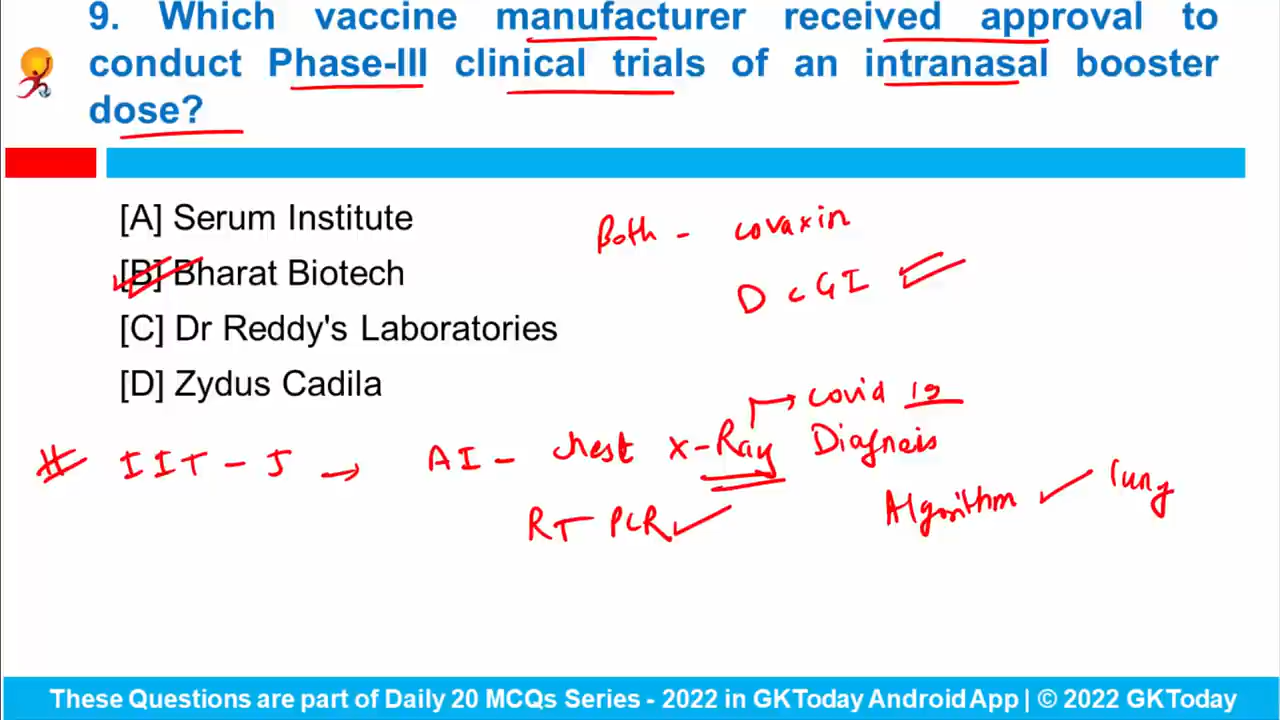 9. Which vaccine manufacturer received approval to
conduct Phase-III clinical trials of an intranasal booster
dose?
[A] Serum Institute
[B] Bharat Biotech
[C] Dr Reddy's Laboratories
[D] Zydus Cadila
Both - covaxin
DCGI
covid 19
# IIT - J → AI - chest X-Ray Diagnosis
RT PCR
Algorithm lung
These Questions are part of Daily 20 MCQs Series - 2022 in GKToday Android App | © 2022 GKToday